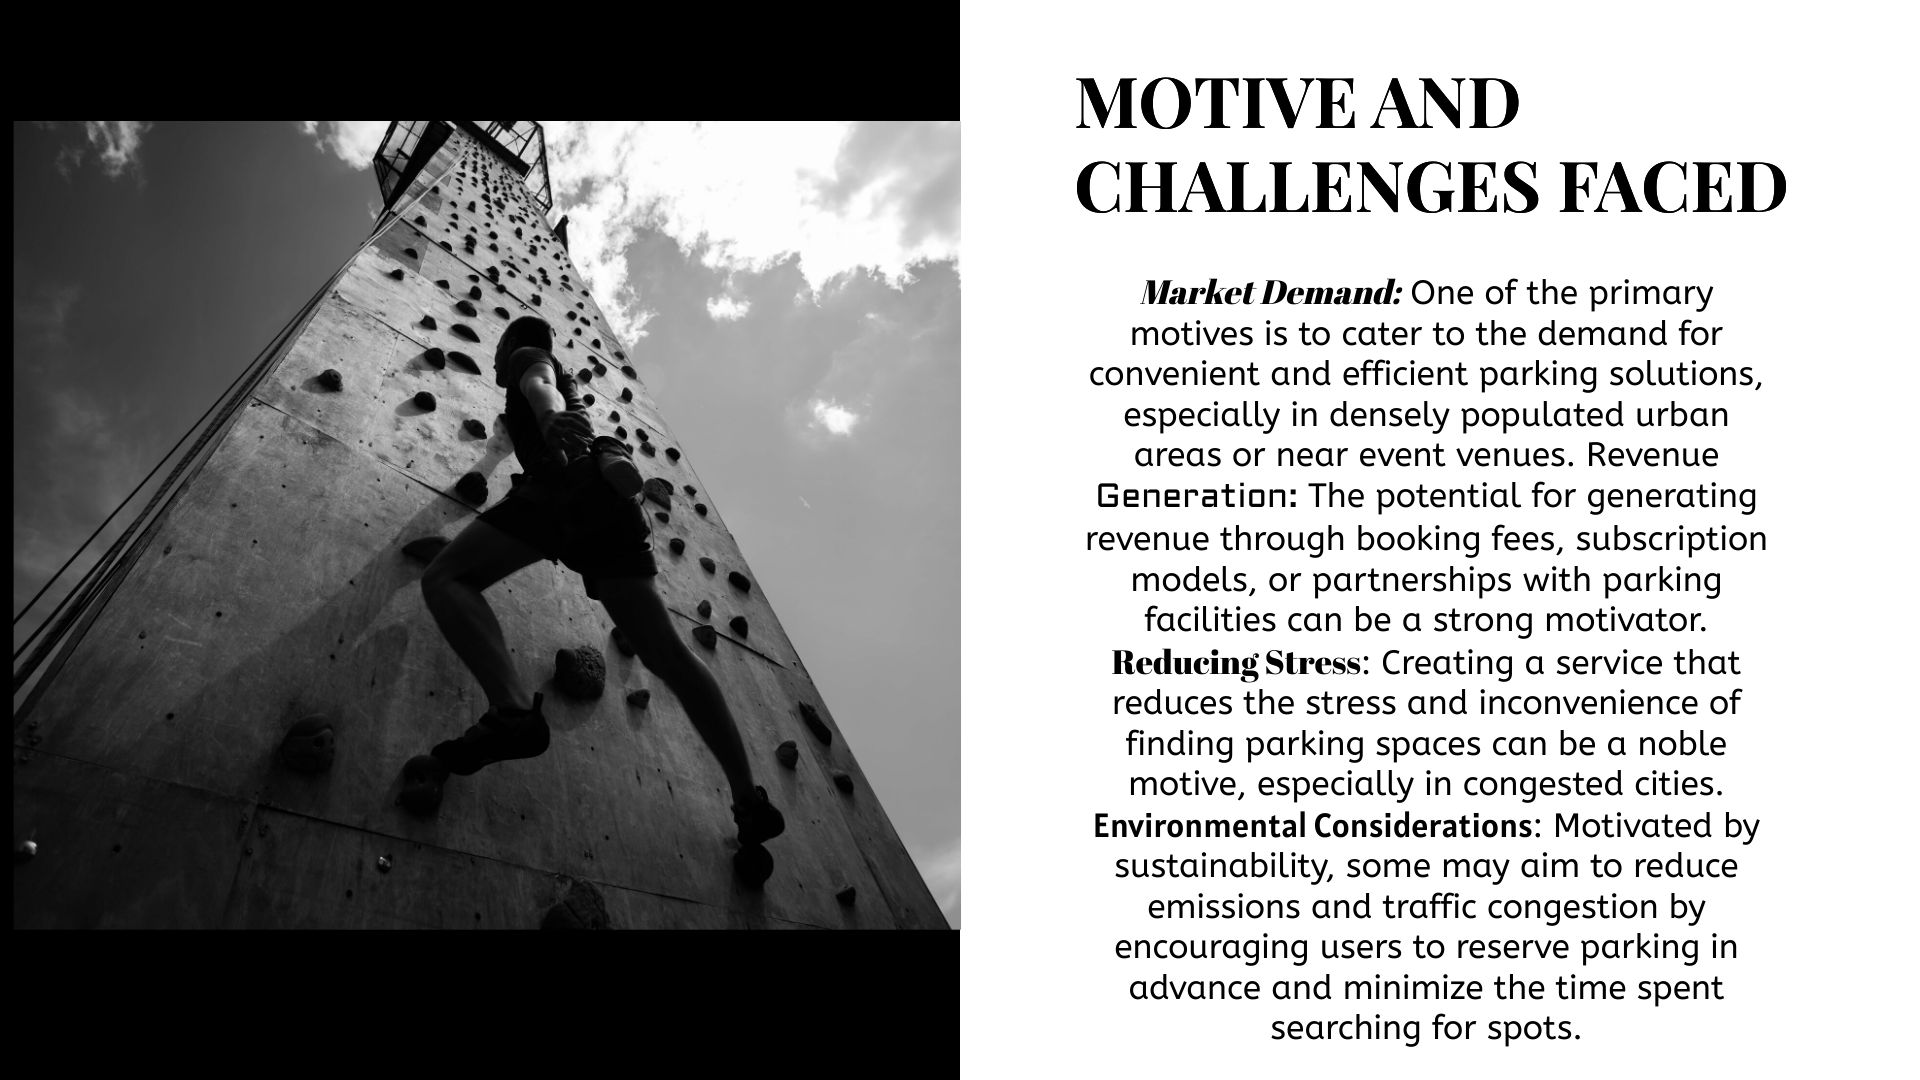 MOTIVE AND
CHALLENGES FACED
Market Demand: One of the primary
motives is to cater to the demand for
convenient and efficient parking solutions,
especially in densely populated urban
areas or near event venues. Revenue
Generation: The potential for generating
revenue through booking fees, subscription
models, or partnerships with parking
facilities can be a strong motivator.
Reducing Stress: Creating a service that
reduces the stress and inconvenience of
finding parking spaces can be a noble
motive, especially in congested cities.
Environmental Considerations: Motivated by
sustainability, some may aim to reduce
emissions and traffic congestion by
encouraging users to reserve parking in
advance and minimize the time spent
searching for spots.